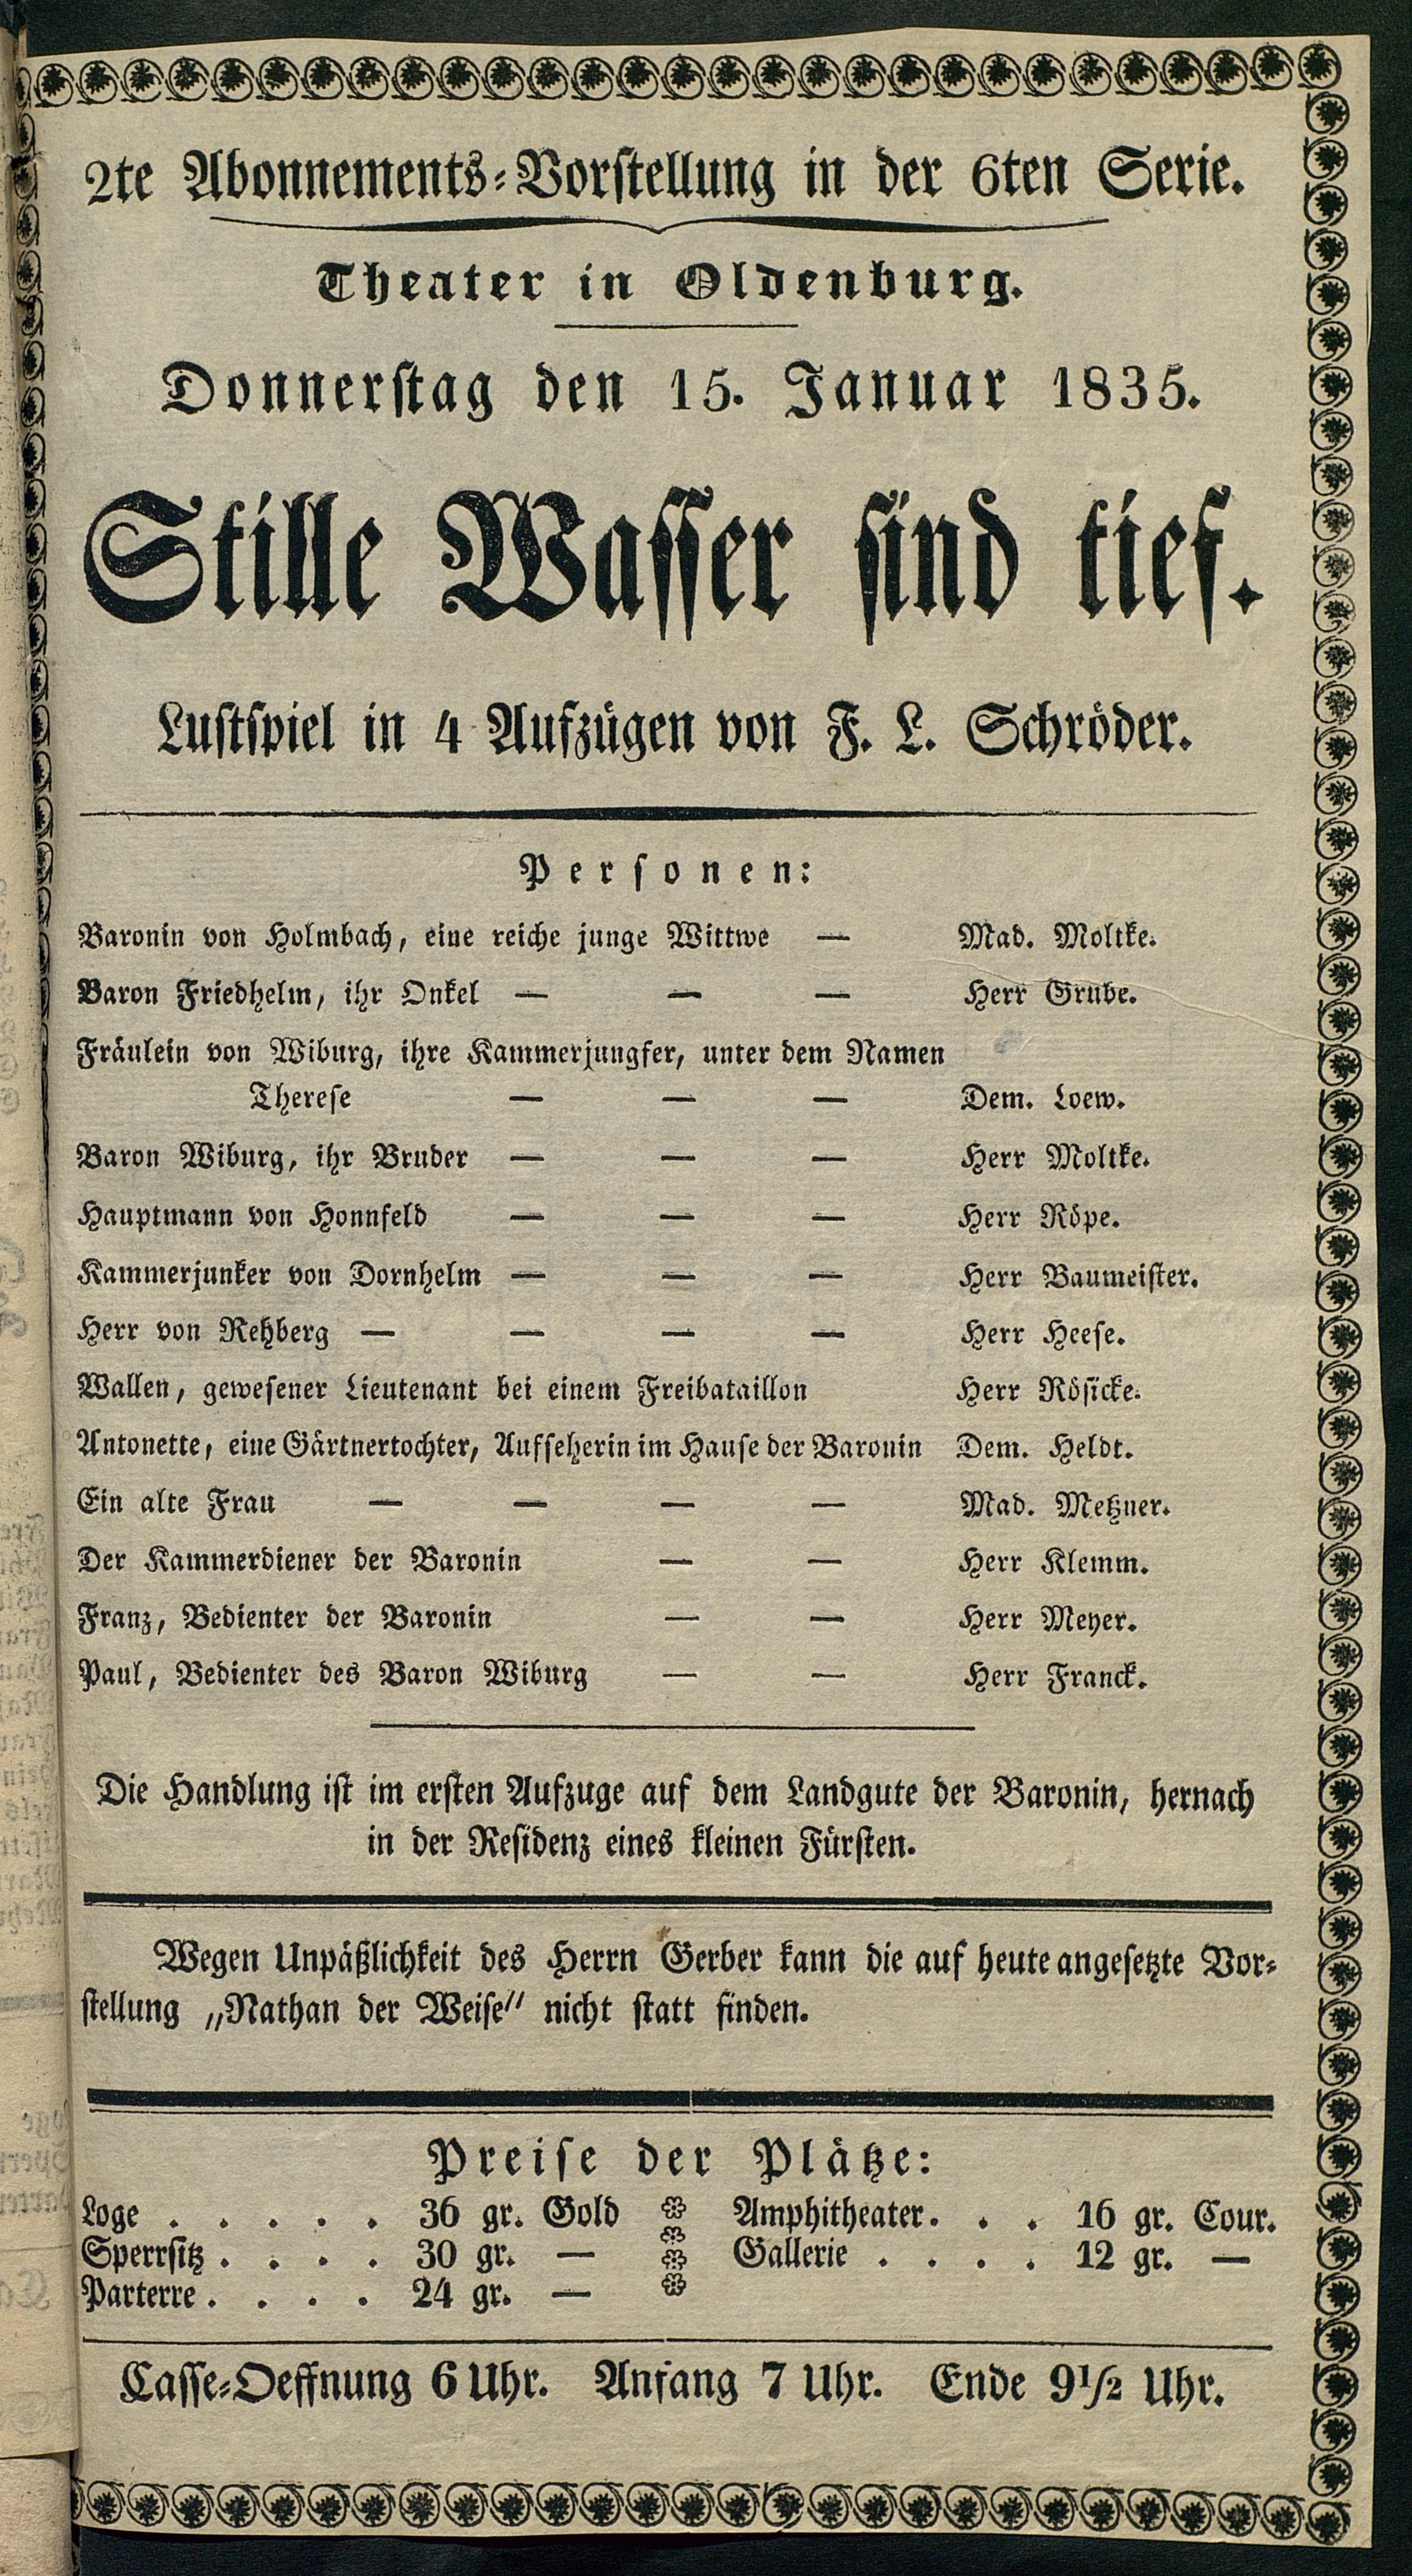 2te Abonnements-Vorstellung in der 6ten Serie.
Theater in Oldenburg.
Donnerstag den 15. Januar 1835.
Stille Wasser sind tief.
Lustspiel in 4 Aufzügen von F. L. Schröder.
Personen:
Baronin von Holmbach, eine reiche junge Wittwe — Mad. Moltke.
Baron Friedhelm, ihr Onkel — — — Herr Grube.
Fräulein von Wiburg, ihre Kammerjungfer, unter dem Namen
Therese — — — Dem. Loew.
Baron Wiburg, ihr Bruder — — — Herr Moltke.
Hauptmann von Honnfeld — — — Herr Röpe.
Kammerjunker von Dornhelm — — — Herr Baumeister.
Herr von Rehberg — — — — Herr Heese.
Wallen, gewesener Lieutenant bei einem Freibataillon Herr Rösicke.
Antonette, eine Gärtnertochter, Aufseherin im Hause der Baronin Dem. Heldt.
Ein alte Frau — — — — Mad. Metzner.
Der Kammerdiener der Baronin — — Herr Klemm.
Franz, Bedienter der Baronin — — Herr Meyer.
Paul, Bedienter des Baron Wiburg — — Herr Franck.
Die Handlung ist im ersten Aufzuge auf dem Landgute der Baronin, hernach
in der Residenz eines kleinen Fürsten.
Wegen Unpäßlichkeit des Herrn Gerber kann die auf heute angesetzte Vor-
stellung „Nathan der Weise" nicht statt finden.
Preise der Plätze:
Loge . . . . . 36 gr. Gold Amphitheater. . . 16 gr. Cour.
Sperrsitz . . . . 30 gr. — Gallerie . . . . 12 gr. —
Parterre . . . . 24 gr. —
Casse-Oeffnung 6 Uhr. Anfang 7 Uhr. Ende 9½ Uhr.